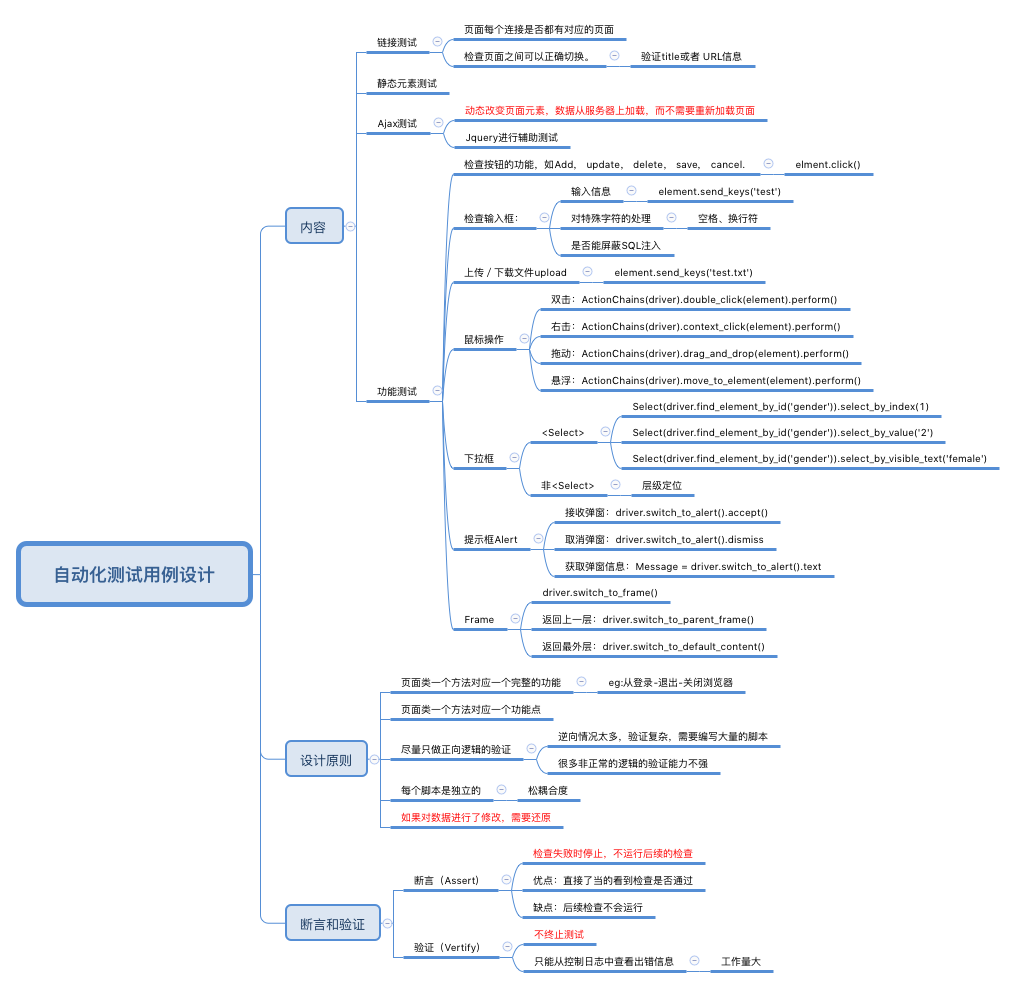 自动化测试用例设计
内容
链接测试
页面每个连接是否都有对应的页面
检查页面之间可以正确切换。
验证title或者 URL信息
静态元素测试
Ajax测试
动态改变页面元素，数据从服务器上加载，而不需要重新加载页面
Jquery进行辅助测试
功能测试
检查按钮的功能，如Add， update， delete， save， cancel.
elment.click()
检查输入框：
输入信息
element.send_keys('test')
对特殊字符的处理
空格、换行符
是否能屏蔽SQL注入
上传 / 下载文件upload
element.send_keys('test.txt')
鼠标操作
双击：ActionChains(driver).double_click(element).perform()
右击：ActionChains(driver).context_click(element).perform()
拖动：ActionChains(driver).drag_and_drop(element).perform()
悬浮：ActionChains(driver).move_to_element(element).perform()
下拉框
<Select>
Select(driver.find_element_by_id('gender')).select_by_index(1)
Select(driver.find_element_by_id('gender')).select_by_value('2')
Select(driver.find_element_by_id('gender')).select_by_visible_text('female')
非<Select>
层级定位
提示框Alert
接收弹窗：driver.switch_to_alert().accept()
取消弹窗：driver.switch_to_alert().dismiss
获取弹窗信息：Message = driver.switch_to_alert().text
Frame
driver.switch_to_frame()
返回上一层：driver.switch_to_parent_frame()
返回最外层：driver.switch_to_default_content()
设计原则
页面类一个方法对应一个完整的功能
eg:从登录-退出-关闭浏览器
页面类一个方法对应一个功能点
尽量只做正向逻辑的验证
逆向情况太多，验证复杂，需要编写大量的脚本
很多非正常的逻辑的验证能力不强
每个脚本是独立的
松耦合度
如果对数据进行了修改，需要还原
断言和验证
断言（Assert）
检查失败时停止，不运行后续的检查
优点：直接了当的看到检查是否通过
缺点：后续检查不会运行
验证（Vertify）
不终止测试
只能从控制日志中查看出错信息
工作量大